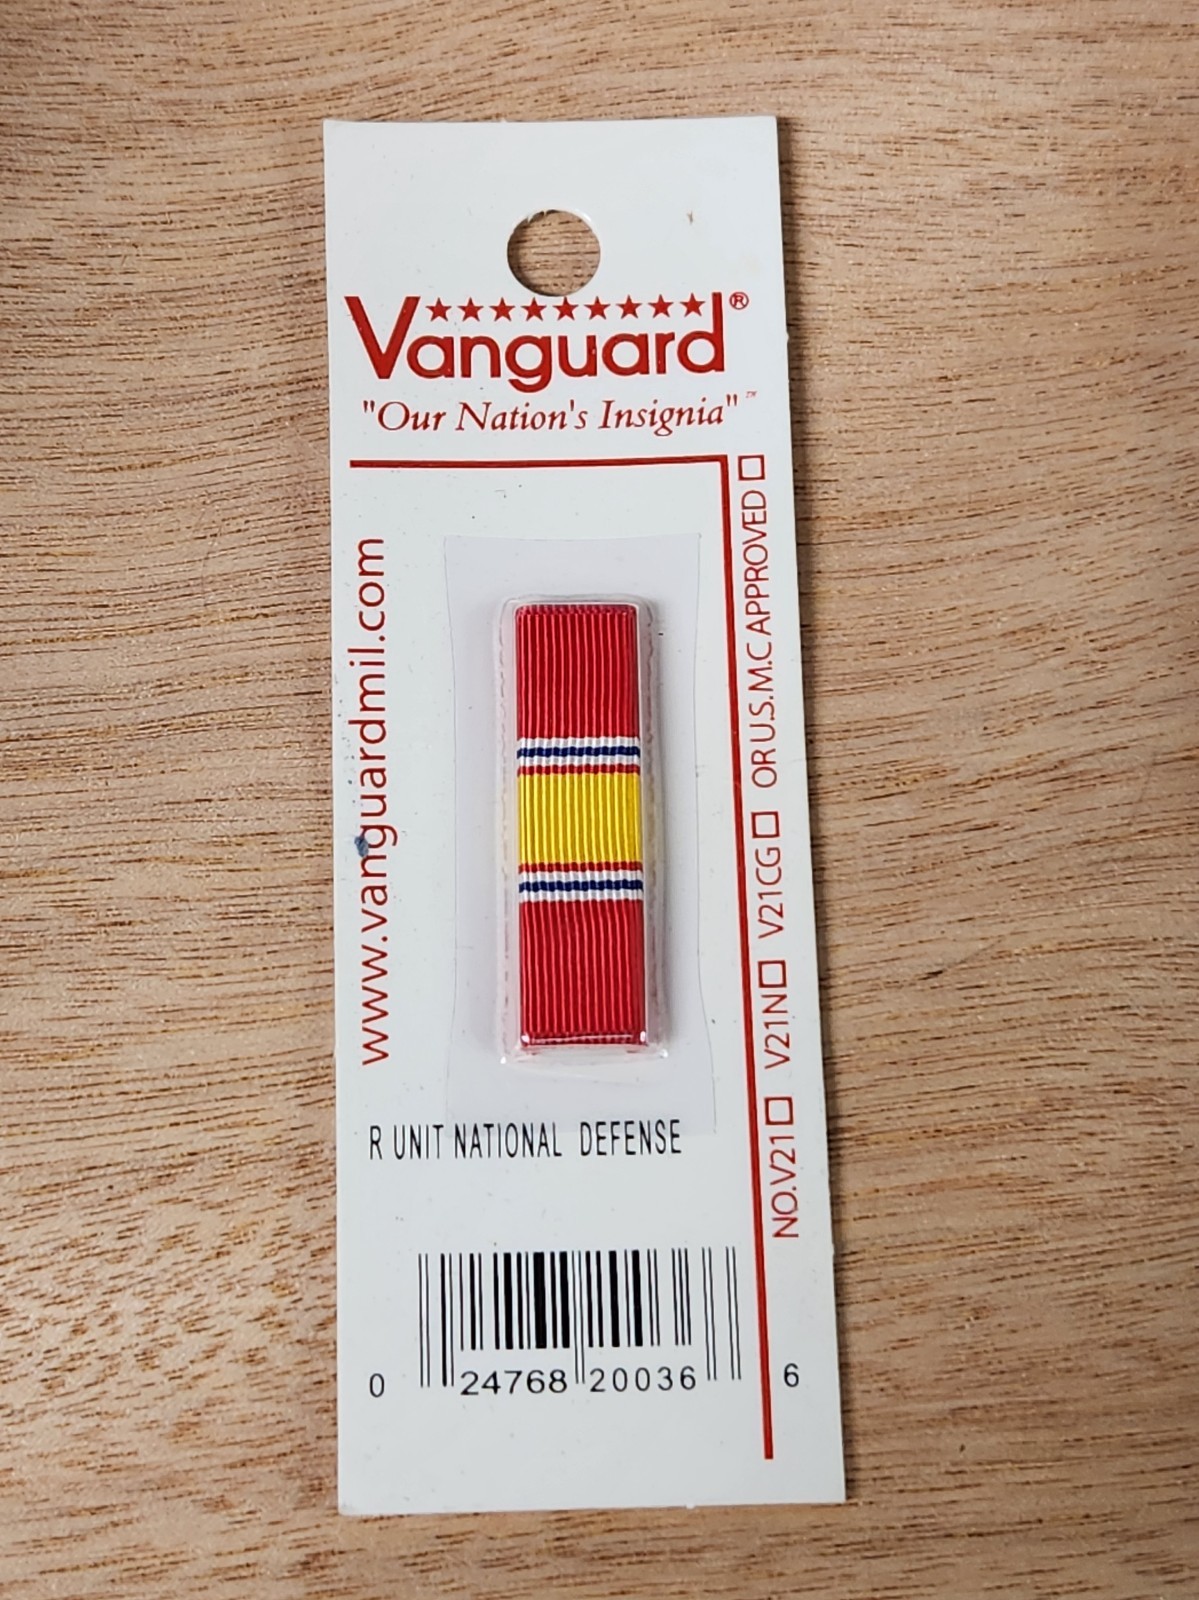 Vanguard®
"Our Nation's Insignia"™
www.vanguardmil.com
NO.V21☐ V21N☐ V21CG☐ OR U.S.M.C APPROVED☐
R UNIT NATIONAL DEFENSE
0 24768 20036 6